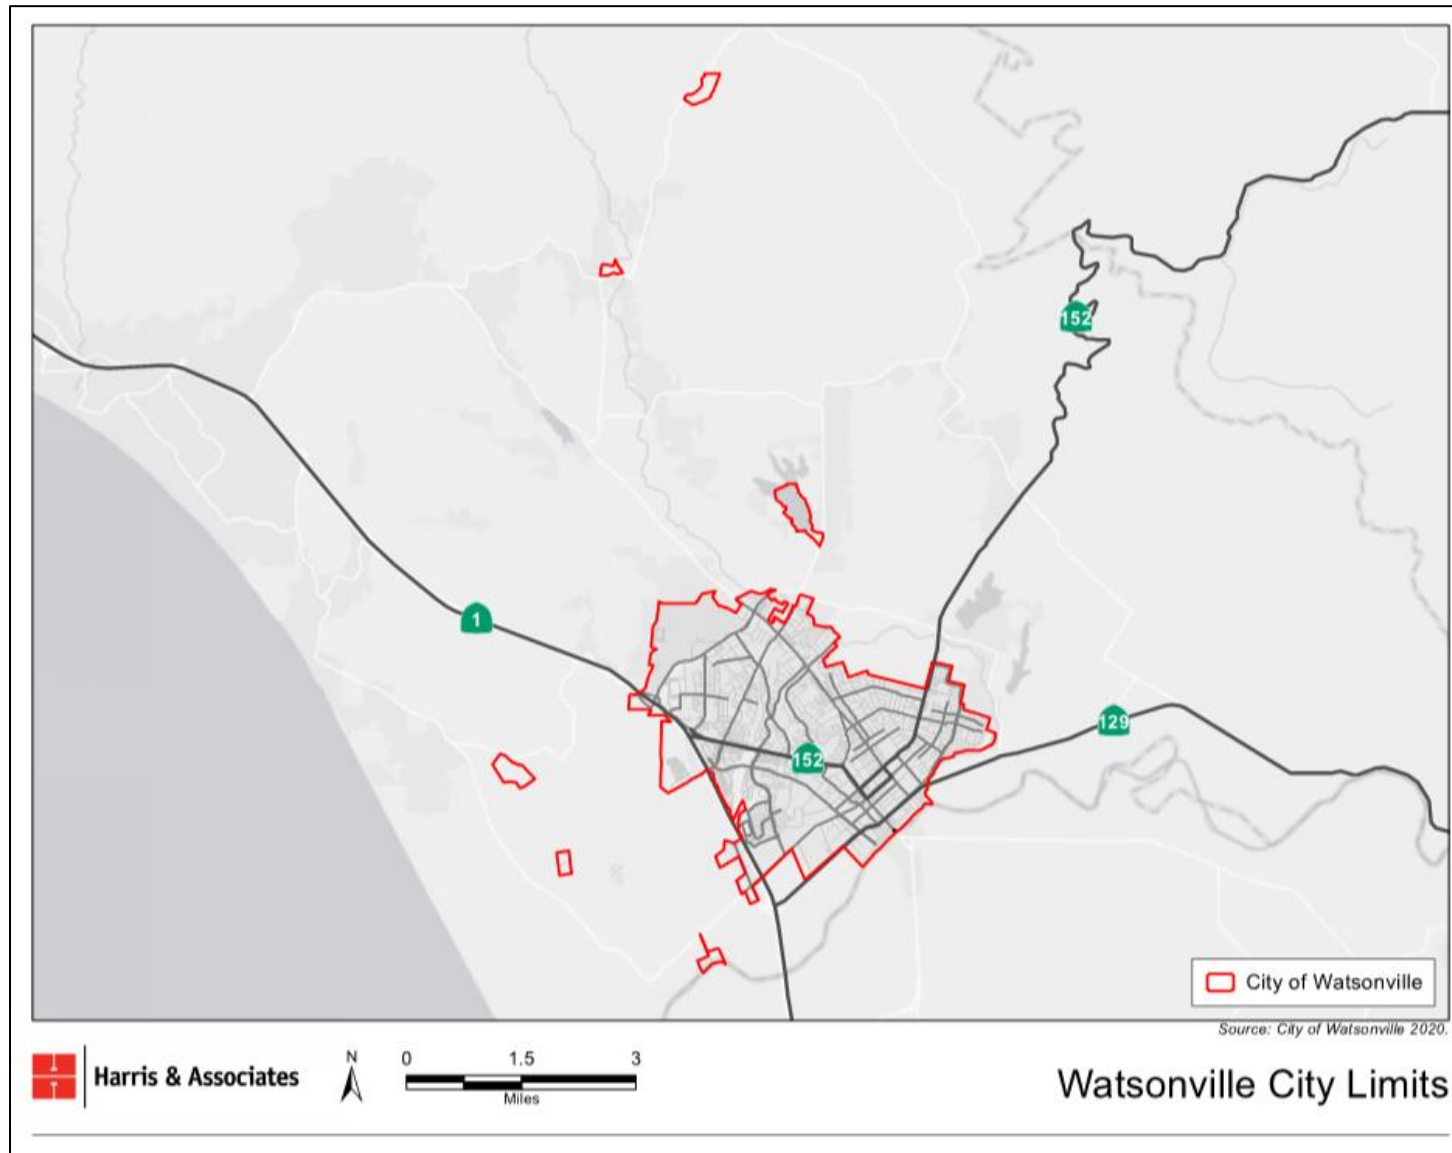 152
1
129
152
City of Watsonville
Source: City of Watsonville 2020.
Harris & Associates
N
0 1.5 3
Miles
Watsonville City Limits